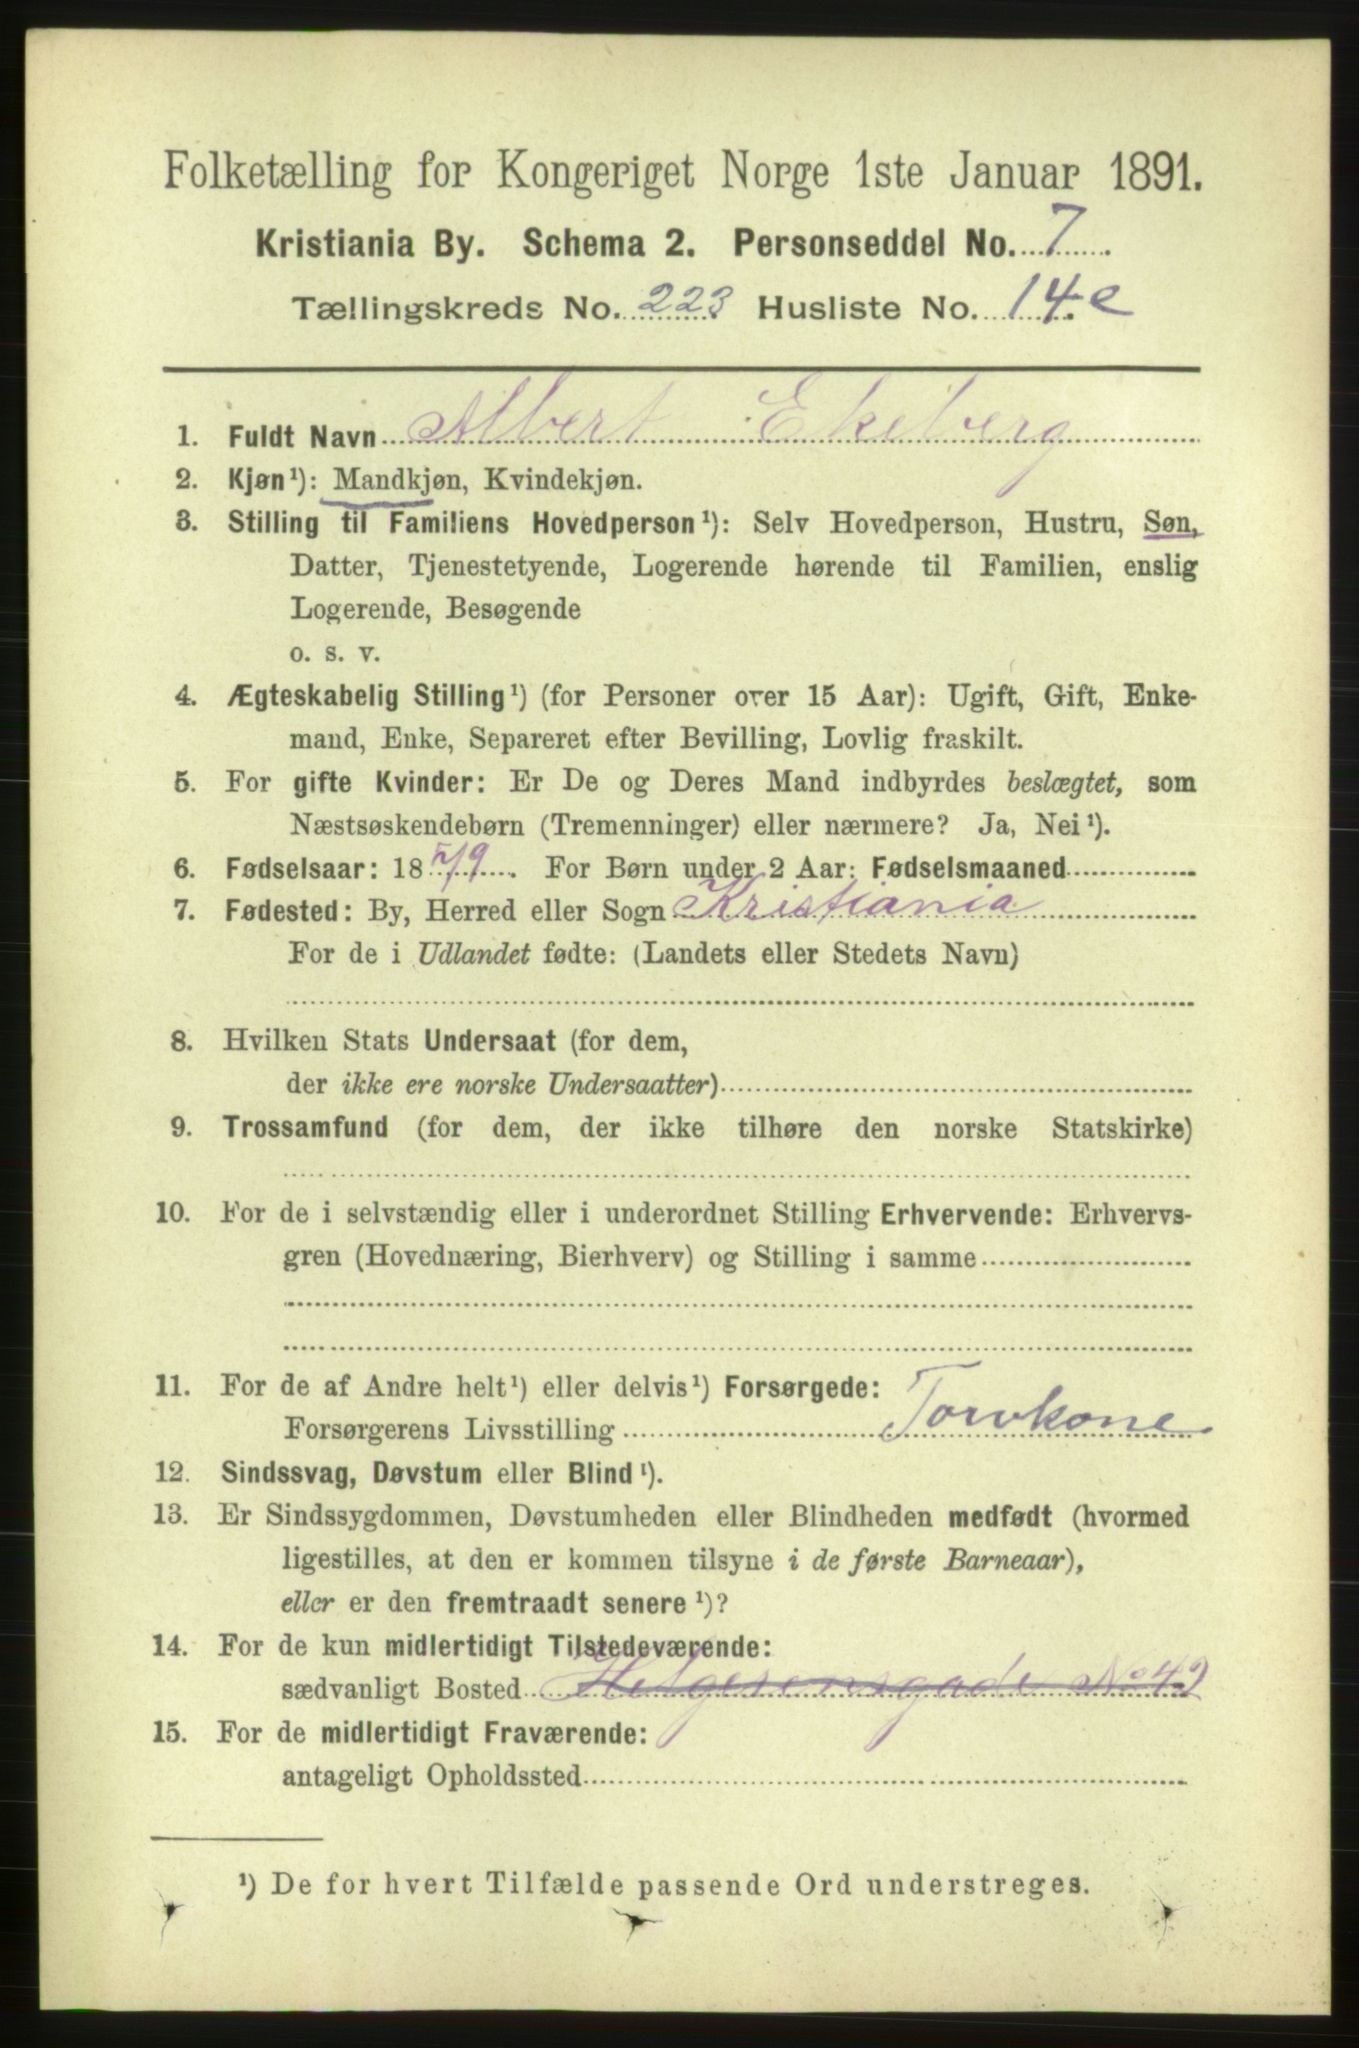 Folketælling for Kongeriget Norge 1ste Januar 1891.
Kristiania By. Schema 2. Personseddel No. 7
Tællingskreds No. 223 Husliste No. 14 e
1. Fuldt Navn Albert Ekeberg
2. Kjøn¹): Mandkjøn, Kvindekjøn.
3. Stilling til Familiens Hovedperson¹): Selv Hovedperson, Hustru, Søn,
Datter, Tjenestetyende, Logerende hørende til Familien, enslig
Logerende, Besøgende
o. s. v.
4. Ægteskabelig Stilling¹) (for Personer over 15 Aar): Ugift, Gift, Enke-
mand, Enke, Separeret efter Bevilling, Lovlig fraskilt.
5. For gifte Kvinder: Er De og Deres Mand indbyrdes beslægtet, som
Næstsøskendebørn (Tremenninger) eller nærmere? Ja, Nei¹).
6. Fødselsaar: 1879. For Børn under 2 Aar: Fødselsmaaned
7. Fødested: By, Herred eller Sogn Kristiania
For de i Udlandet fødte: (Landets eller Stedets Navn)
8. Hvilken Stats Undersaat (for dem,
der ikke ere norske Undersaatter)
9. Trossamfund (for dem, der ikke tilhøre den norske Statskirke)
10. For de i selvstændig eller i underordnet Stilling Erhvervende: Erhvervs-
gren (Hovednæring, Bierhverv) og Stilling i samme
11. For de af Andre helt¹) eller delvis¹) Forsørgede:
Forsørgerens Livsstilling Torvkone
12. Sindssvag, Døvstum eller Blind¹).
13. Er Sindssygdommen, Døvstumheden eller Blindheden medfødt (hvormed
ligestilles, at den er kommen tilsyne i de første Barneaar),
eller er den fremtraadt senere¹)?
14. For de kun midlertidigt Tilstedeværende:
sædvanligt Bosted Helgesensgade No 42
15. For de midlertidigt Fraværende:
antageligt Opholdssted
¹) De for hvert Tilfælde passende Ord understreges.